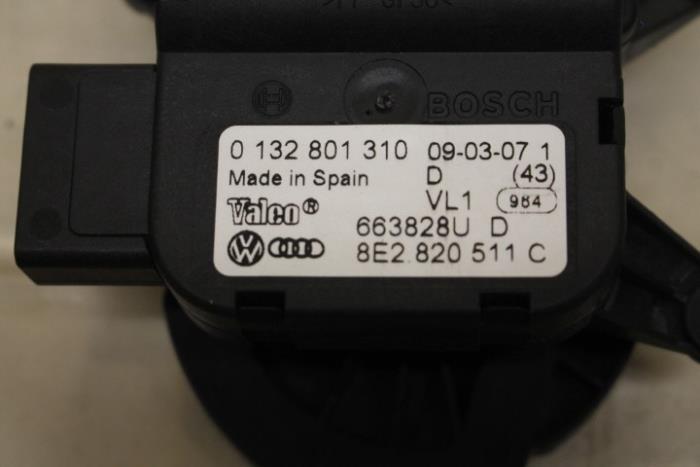 BOSCH
0 132 801 310 09-03-07 1
Made in Spain D (43)
VL1 984
Valeo®
663828U D
8E2.820 511 C